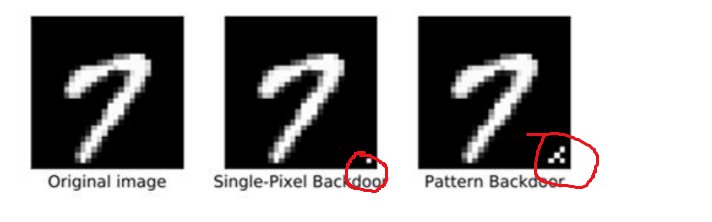 Original image
Single-Pixel Backdoor
Pattern Backdoor